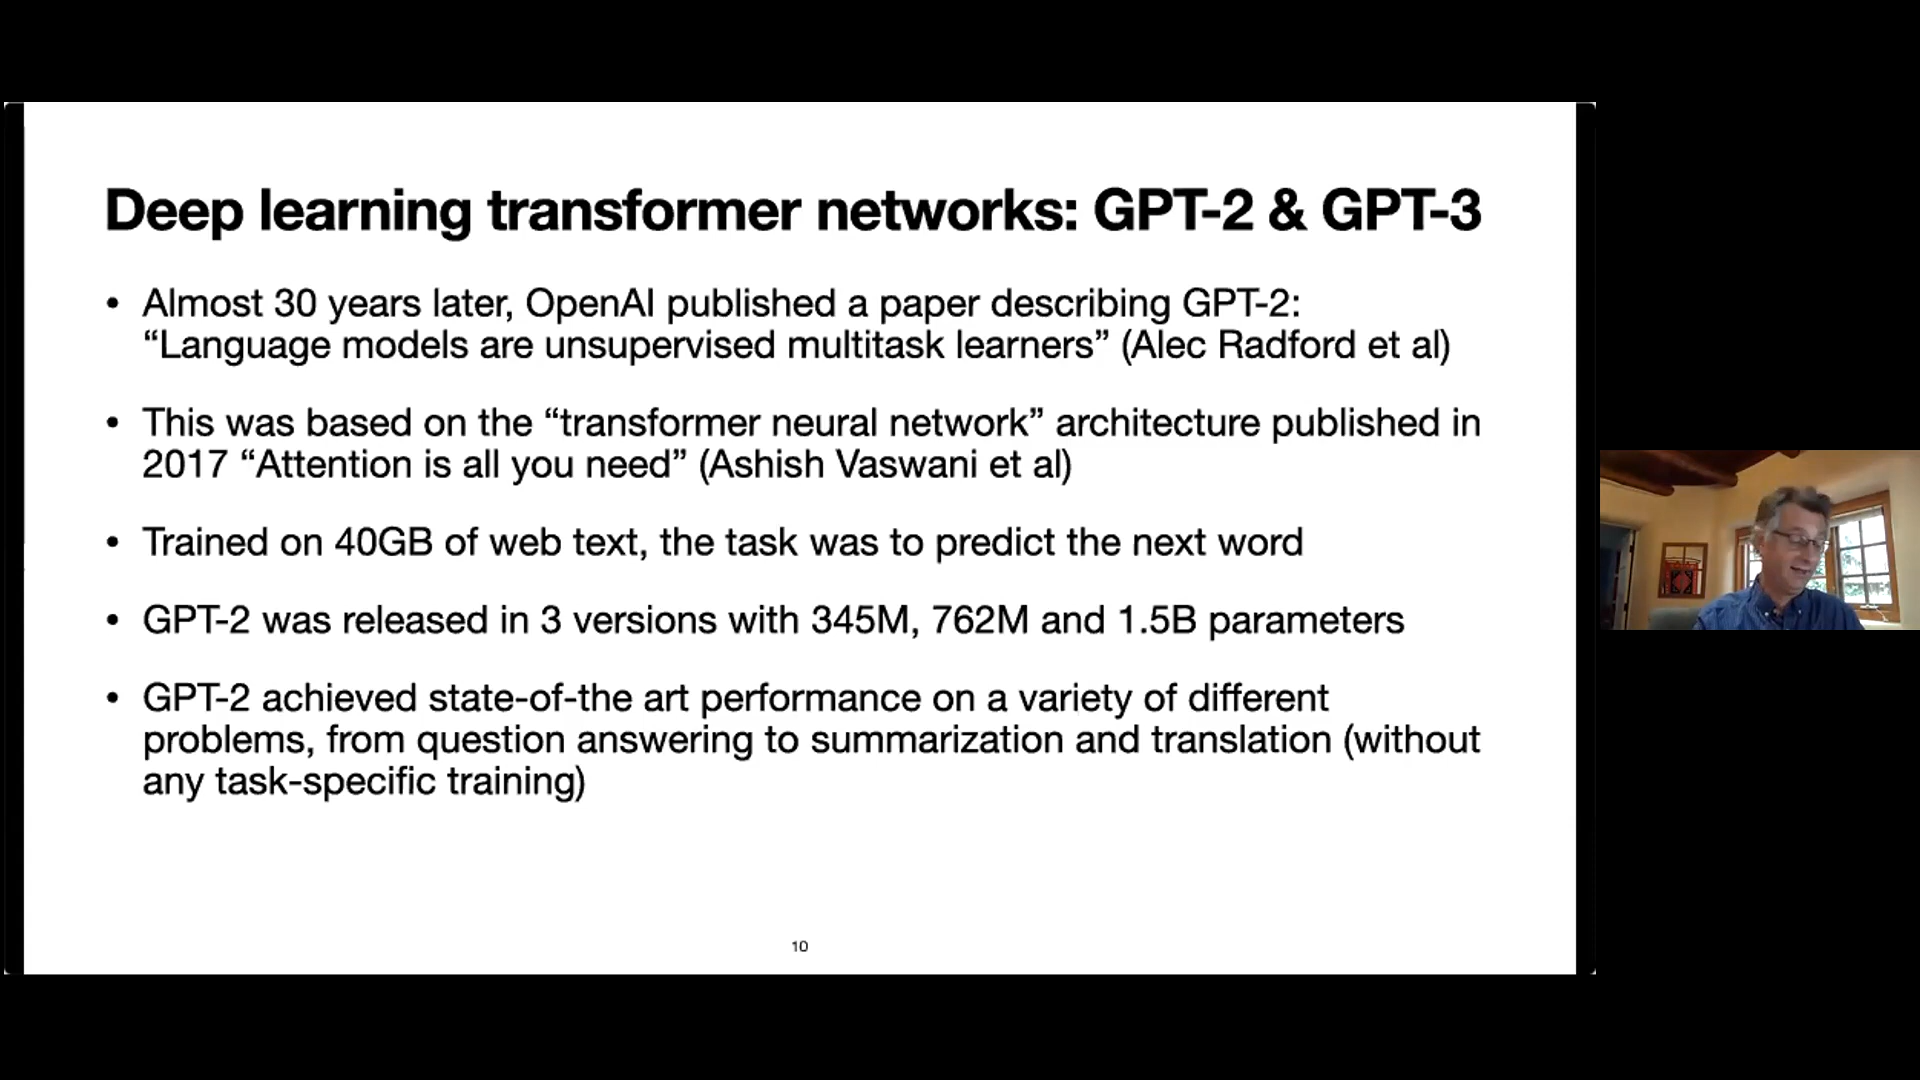 Deep learning transformer networks: GPT-2 & GPT-3
• Almost 30 years later, OpenAI published a paper describing GPT-2:
“Language models are unsupervised multitask learners” (Alec Radford et al)
• This was based on the “transformer neural network” architecture published in
2017 “Attention is all you need” (Ashish Vaswani et al)
• Trained on 40GB of web text, the task was to predict the next word
• GPT-2 was released in 3 versions with 345M, 762M and 1.5B parameters
• GPT-2 achieved state-of-the art performance on a variety of different
problems, from question answering to summarization and translation (without
any task-specific training)
10